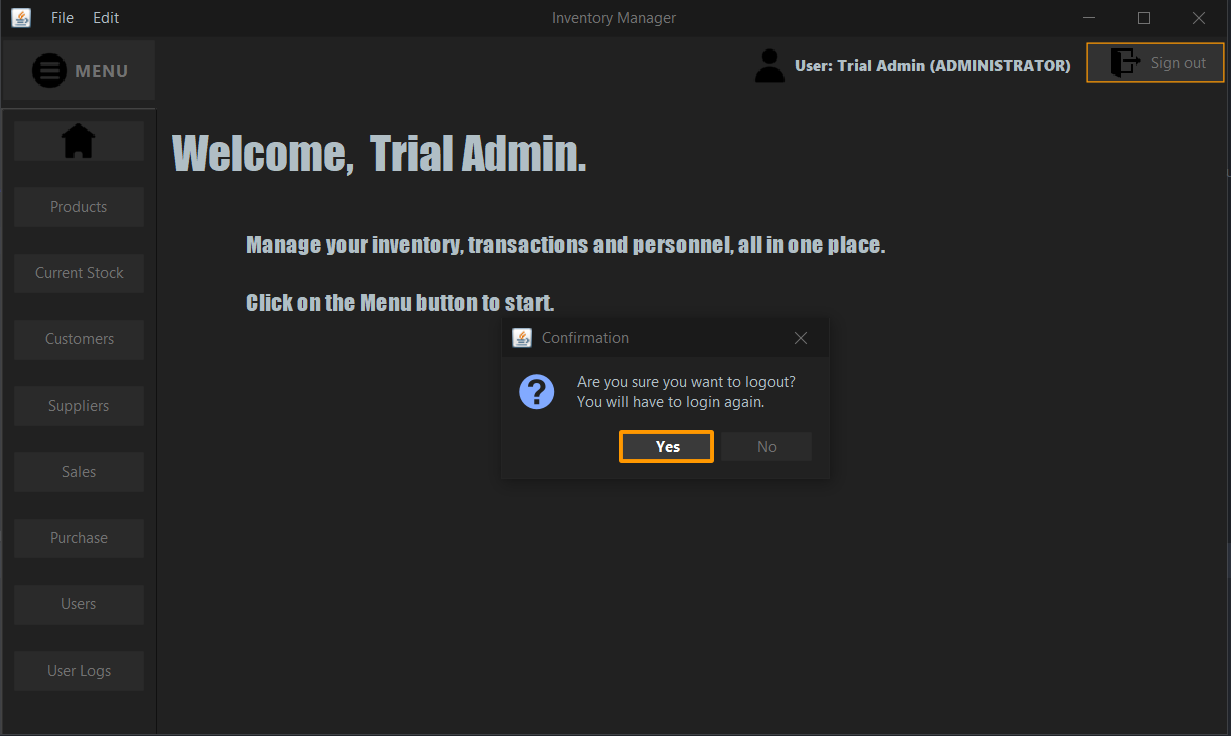 File Edit Inventory Manager
MENU
User: Trial Admin (ADMINISTRATOR)
Sign out
Welcome, Trial Admin.
Products
Current Stock
Customers
Suppliers
Sales
Purchase
Users
User Logs
Manage your inventory, transactions and personnel, all in one place.
Click on the Menu button to start.
Confirmation
?
Are you sure you want to logout?
You will have to login again.
Yes No